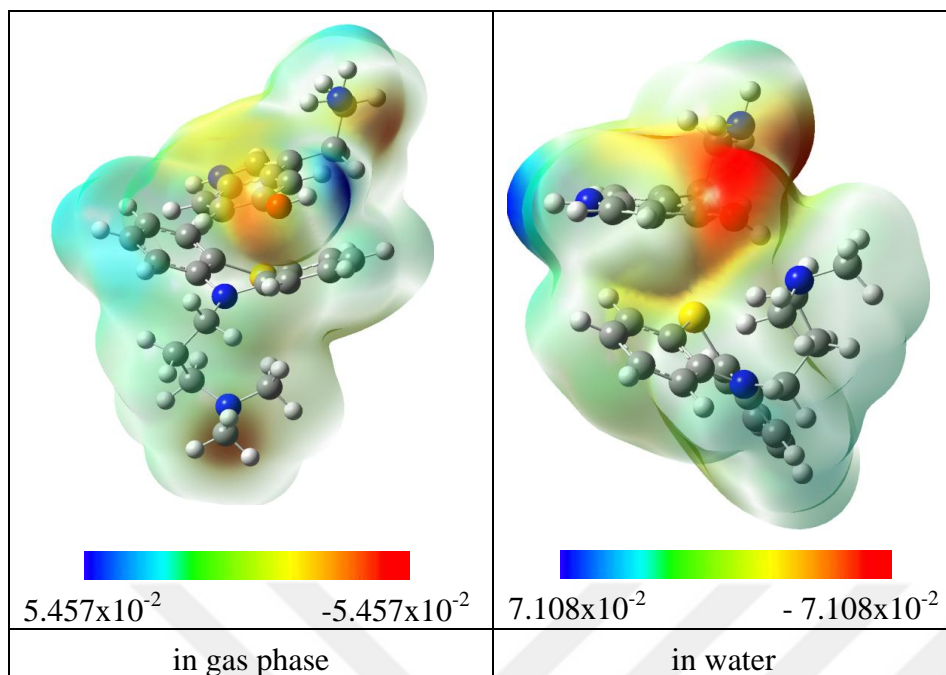 5.457x10⁻² -5.457x10⁻²
7.108x10⁻² - 7.108x10⁻²
in gas phase
in water